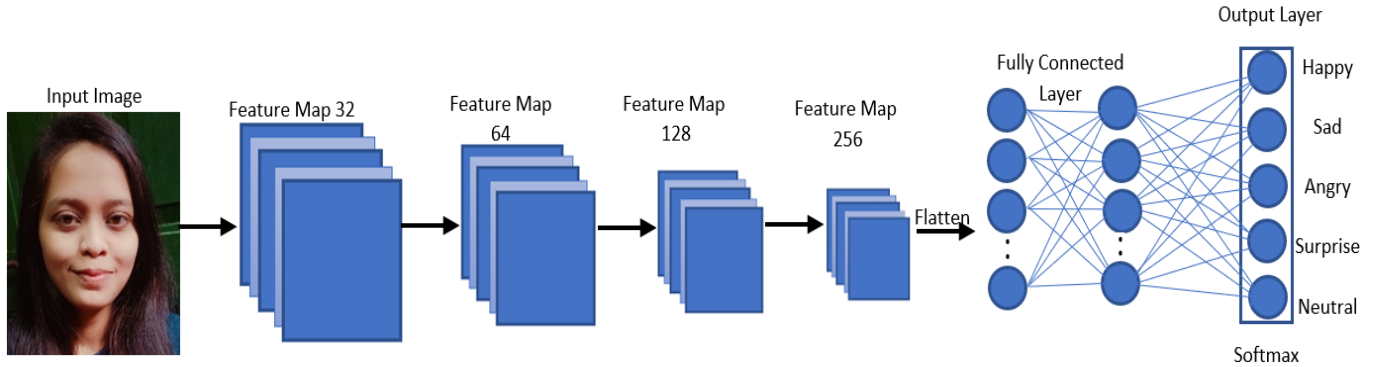 Input Image
Feature Map 32
Feature Map
64
Feature Map
128
Feature Map
256
Flatten
Fully Connected
Layer
Output Layer
Happy
Sad
Angry
Surprise
Neutral
Softmax